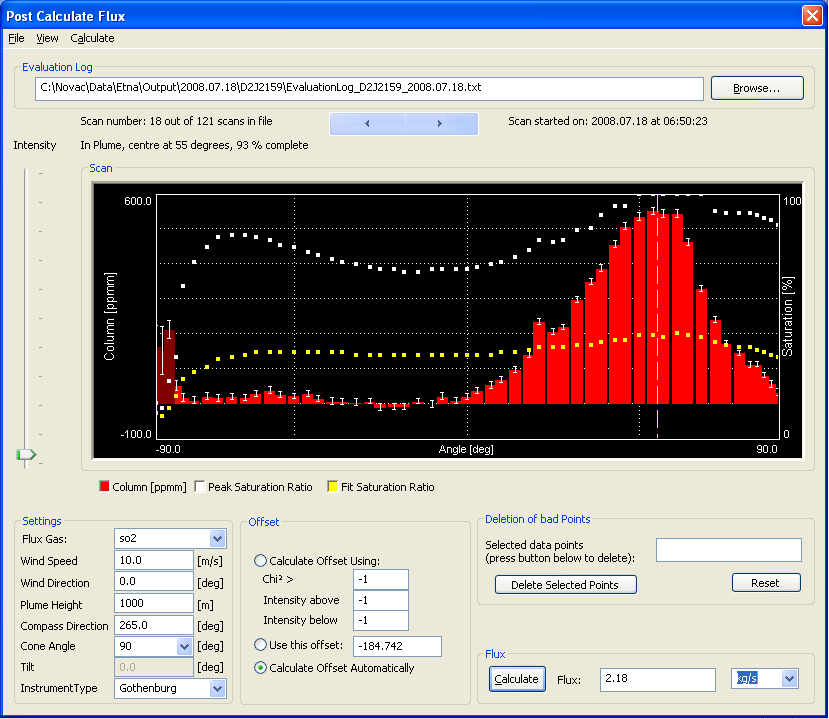 Post Calculate Flux
File View Calculate
Evaluation Log
C:\Novac\Data\Etna\Output\2008.07.18\D2J2159\EvaluationLog_D2J2159_2008.07.18.txt
Browse...
Scan number: 18 out of 121 scans in file
Scan started on: 2008.07.18 at 06:50:23
Intensity
In Plume, centre at 55 degrees, 93 % complete
Scan
600.0
100
Column [ppmm]
Saturation [%]
-100.0
0
-90.0
Angle [deg]
90.0
Column [ppmm]
Peak Saturation Ratio
Fit Saturation Ratio
Settings
Flux Gas: so2
Wind Speed 10.0 [m/s]
Wind Direction 0.0 [deg]
Plume Height 1000 [m]
Compass Direction 265.0 [deg]
Cone Angle 90 [deg]
Tilt 0.0 [deg]
InstrumentType Gothenburg
Offset
Calculate Offset Using:
Chi² > -1
Intensity above -1
Intensity below -1
Use this offset: -184.742
Calculate Offset Automatically
Deletion of bad Points
Selected data points
(press button below to delete):
Delete Selected Points
Reset
Flux
Calculate
Flux: 2.18 kg/s